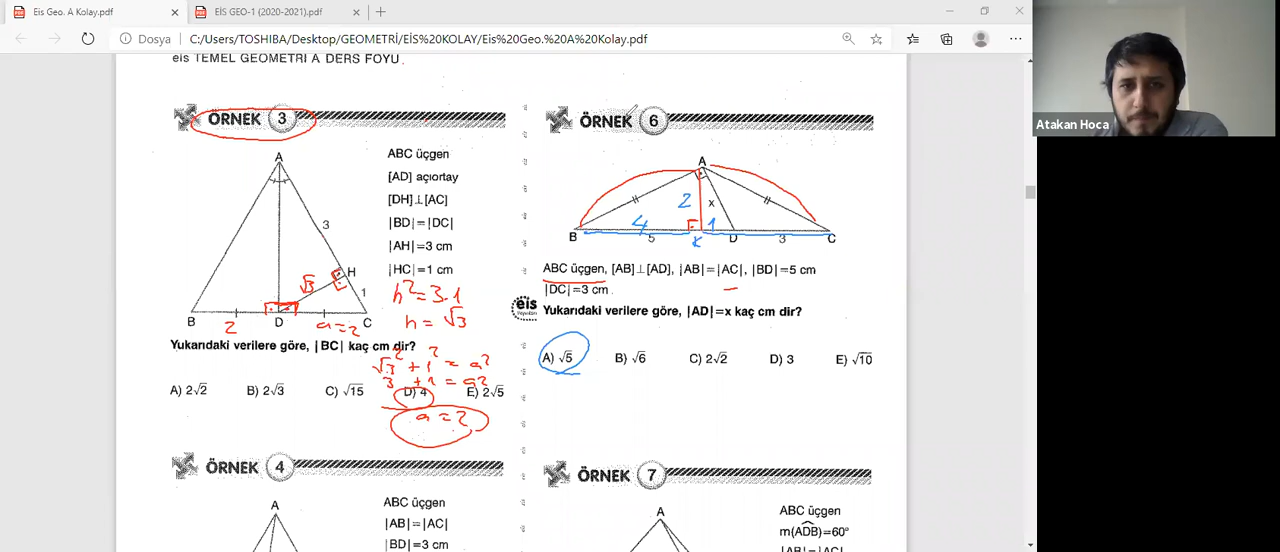 Eis Geo. A Kolay.pdf
EİS GEO-1 (2020-2021).pdf
Dosya C:/Users/TOSHIBA/Desktop/GEOMETRİ/EİS%20KOLAY/Eis%20Geo.%20A%20Kolay.pdf
eis TEMEL GEOMETRİ A DERS FOYU.
ÖRNEK 3
A
3
H
√3
1
B
D
C
2
a=2
ABC üçgen
[AD] açıortay
[DH]⊥[AC]
|BD|=|DC|
|AH|=3 cm
|HC|=1 cm
h²=3.1
h=√3
Yukarıdaki verilere göre, |BC| kaç cm dir?
√3²+1²=a²
3+1=a²
A) 2√2 B) 2√3 C) √15 D) 4 E) 2√5
a=2
ÖRNEK 4
A
ABC üçgen
|AB|=|AC|
|BD|=3 cm
ÖRNEK 6
A
2
x
4
1
B
5
K
D
3
C
ABC üçgen, [AB]⊥[AD], |AB|=|AC|, |BD|=5 cm
|DC|=3 cm
eis
Yukarıdaki verilere göre, |AD|=x kaç cm dir?
A) √5 B) √6 C) 2√2 D) 3 E) √10
ÖRNEK 7
A
ABC üçgen
m(ADB)=60°
|AB|=|AC|
Atakan Hoca